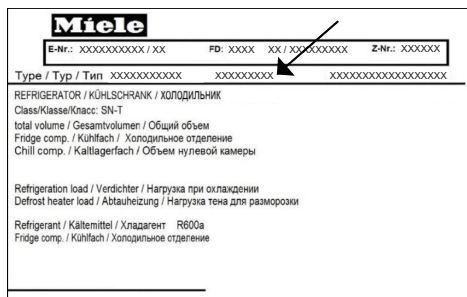 Miele
E-Nr.: XXXXXXXXXX / XX FD: XXXX XX / XXXXXXXXX Z-Nr.: XXXXXX
Type / Typ / Тип XXXXXXXXXXX XXXXXXXXX XXXXXXXXXXXXXXXXXX
REFRIGERATOR / KÜHLSCHRANK / ХОЛОДИЛЬНИК
Class/Klasse/Класс: SN-T
total volume / Gesamtvolumen / Общий объем
Fridge comp. / Kühlfach / Холодильное отделение
Chill comp. / Kaltlagerfach / Объем нулевой камеры
Refrigeration load / Verdichter / Нагрузка при охлаждении
Defrost heater load / Abtauheizung / Нагрузка тена для разморозки
Refrigerant / Kältemittel / Хладагент R600a
Fridge comp. / Kühlfach / Холодильное отделение